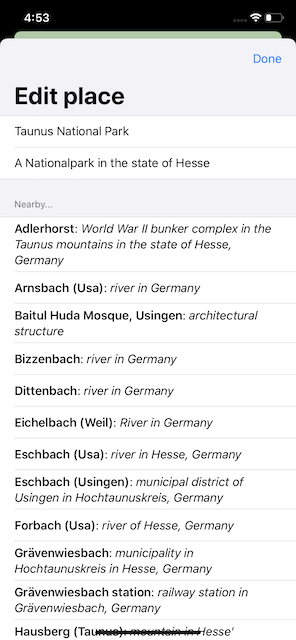 4:53
Done
Edit place
Taunus National Park
A Nationalpark in the state of Hesse
Nearby...
Adlerhorst: World War II bunker complex in the
Taunus mountains in the state of Hesse,
Germany
Arnsbach (Usa): river in Germany
Baitul Huda Mosque, Usingen: architectural
structure
Bizzenbach: river in Germany
Dittenbach: river in Germany
Eichelbach (Weil): River in Germany
Eschbach (Usa): river in Hesse, Germany
Eschbach (Usingen): municipal district of
Usingen in Hochtaunuskreis, Germany
Forbach (Usa): river of Hesse, Germany
Grävenwiesbach: municipality in
Hochtaunuskreis in Hesse, Germany
Grävenwiesbach station: railway station in
Grävenwiesbach, Germany
Hausberg (Taunus): mountain in Hesse'